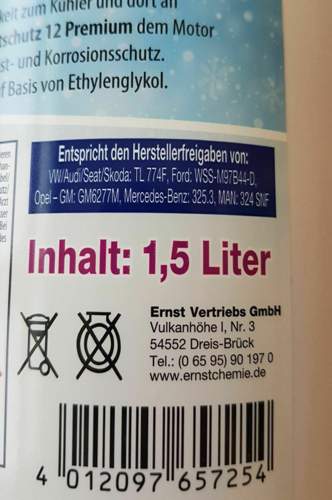 keit zum Kühler und dort an
tschutz 12 Premium dem Motor
st- und Korrosionsschutz.
f Basis von Ethylenglykol.
Entspricht den Herstellerfreigaben von:
VW/Audi/Seat/Skoda: TL 774F, Ford: WSS-M97B44-D,
Opel – GM: GM6277M, Mercedes-Benz: 325.3, MAN: 324 SNF
Inhalt: 1,5 Liter
Ernst Vertriebs GmbH
Vulkanhöhe I, Nr. 3
54552 Dreis-Brück
Tel.: (0 65 95) 90 197 0
www.ernstchemie.de
4 012097 657254